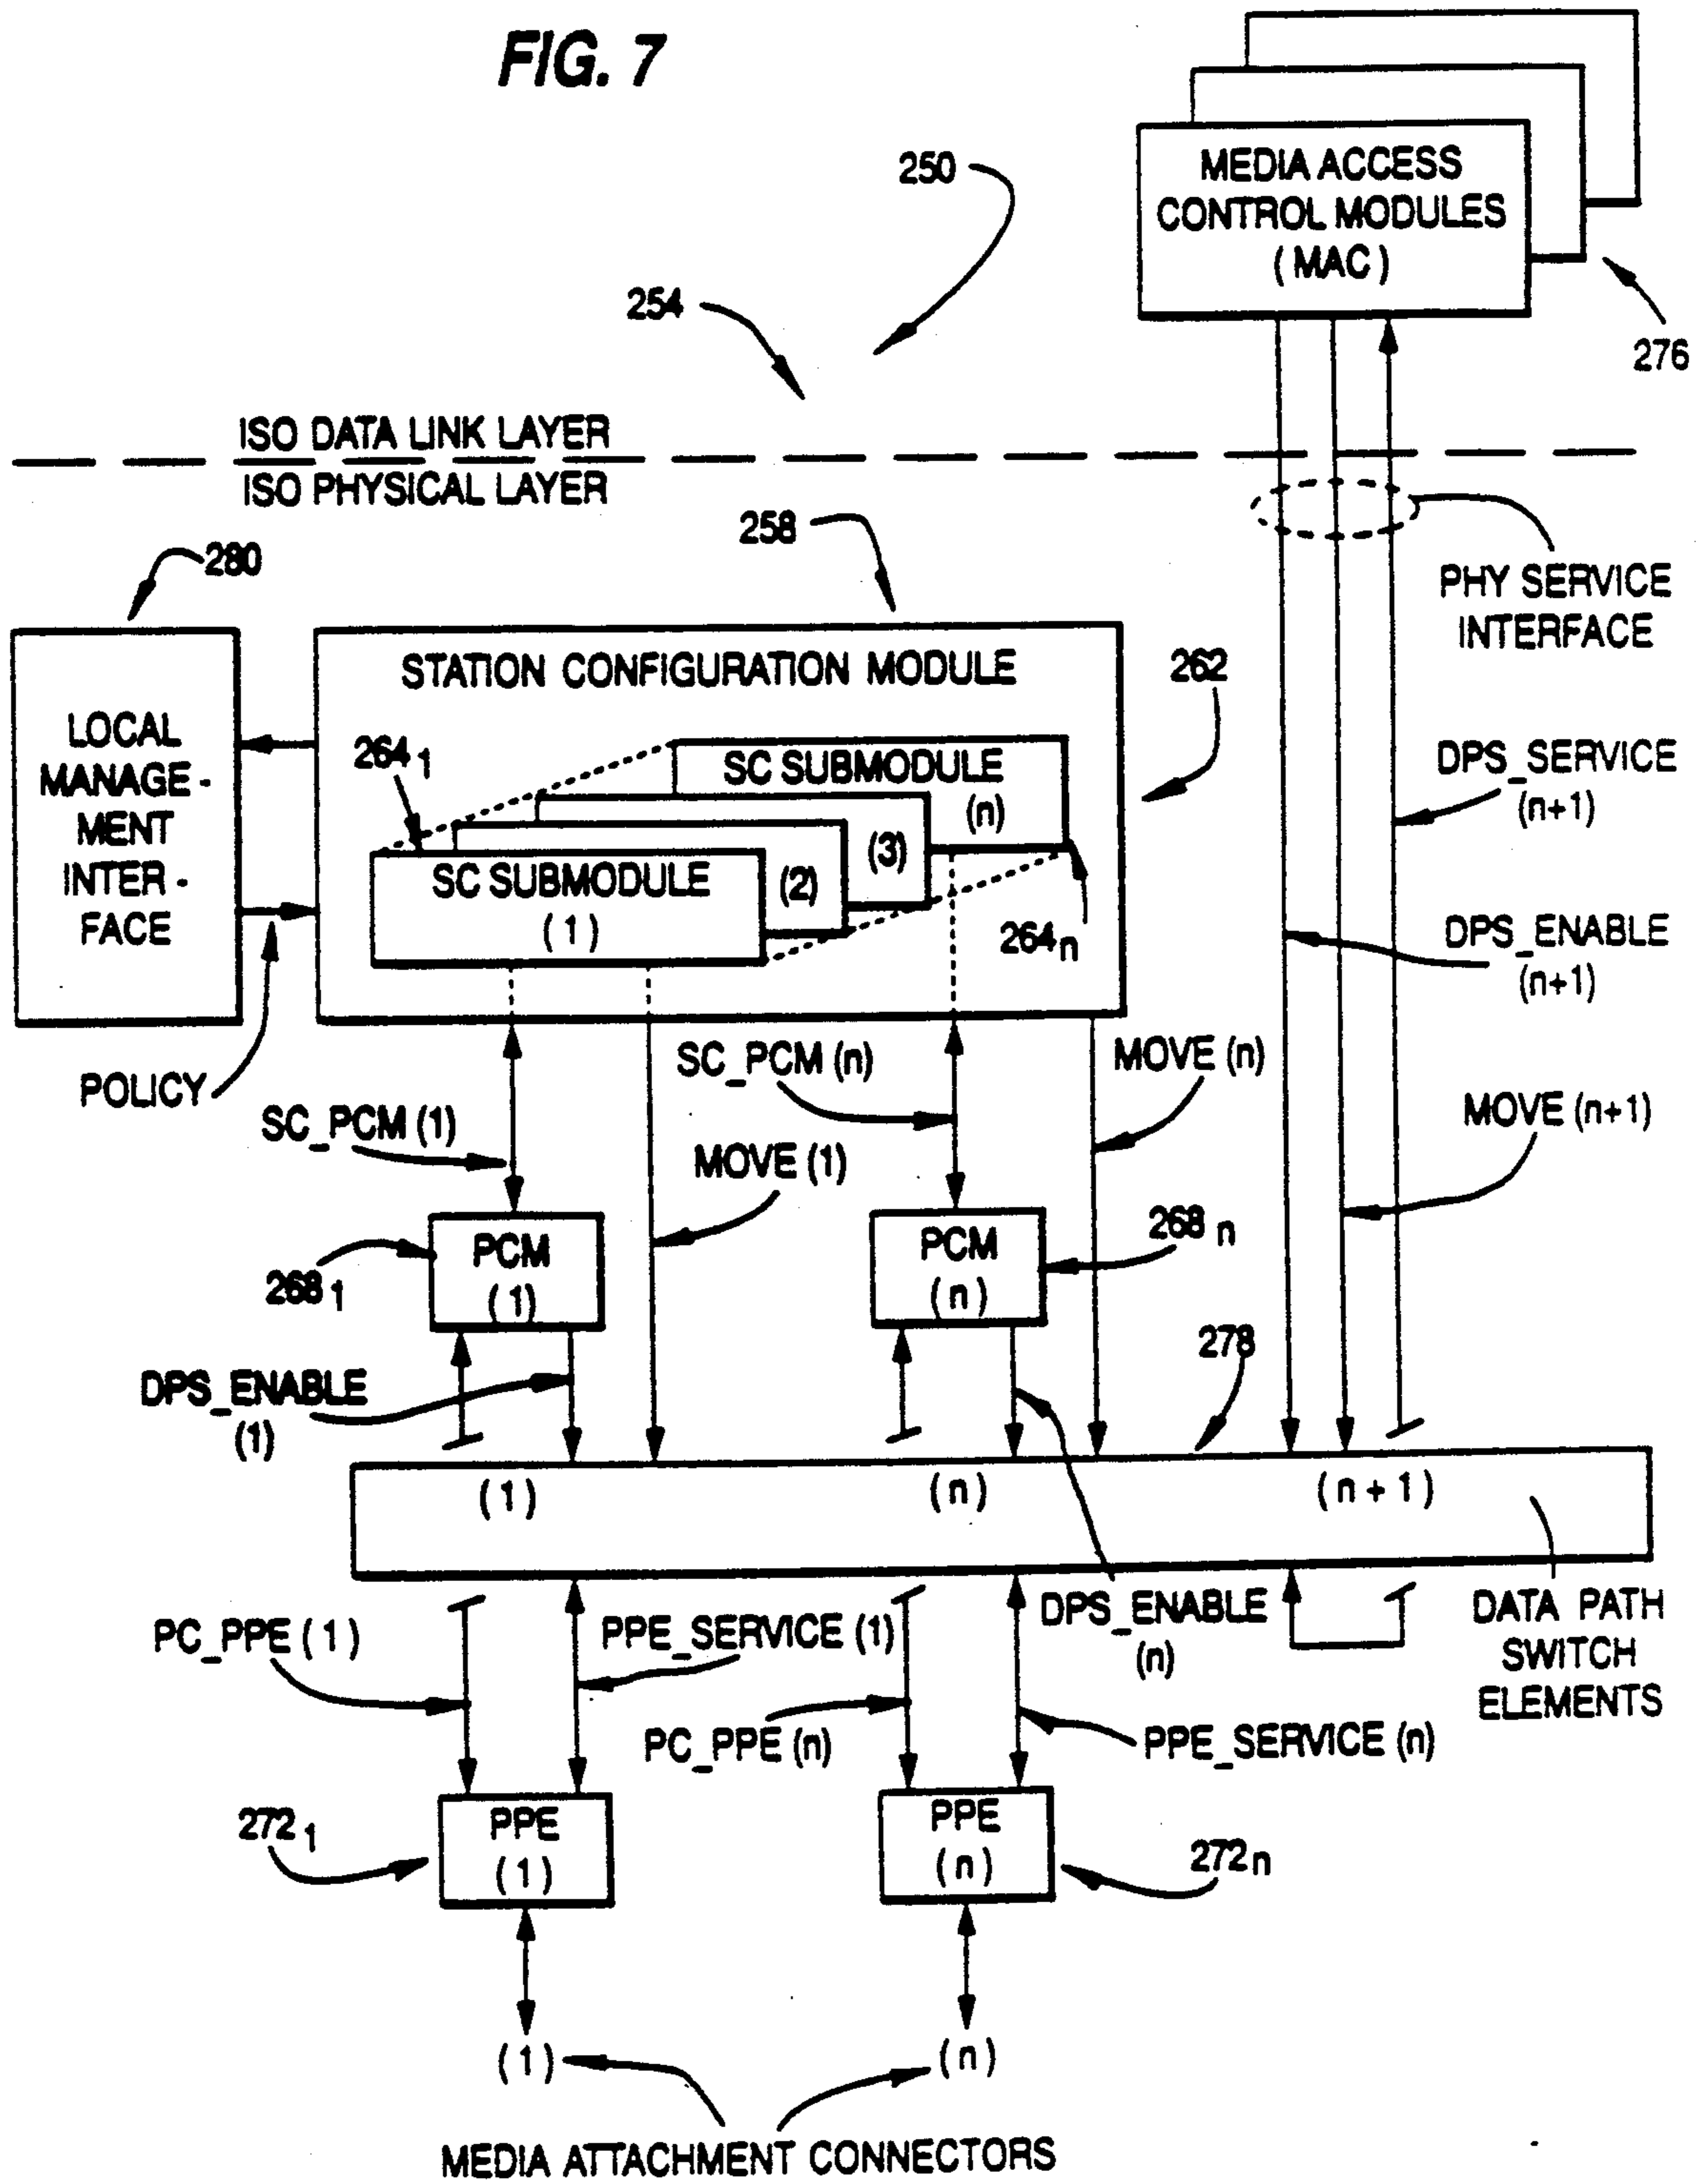 FIG. 7
MEDIA ACCESS
CONTROL MODULES
(MAC)
250
254
276
ISO DATA LINK LAYER
ISO PHYSICAL LAYER
258
280
PHY SERVICE
INTERFACE
STATION CONFIGURATION MODULE
262
LOCAL
MANAGE-
MENT
INTER-
FACE
264 1
SC SUBMODULE
(n)
DPS_SERVICE
(n+1)
(3)
(2)
SC SUBMODULE
(1)
264 n
DPS_ENABLE
(n+1)
POLICY
SC_PCM (n)
MOVE (n)
SC_PCM (1)
MOVE (n+1)
MOVE (1)
PCM
(1)
268 1
PCM
(n)
268 n
278
DPS_ENABLE
(1)
(1)
(n)
(n+1)
PC_PPE (1)
PPE_SERVICE (1)
DPS_ENABLE
(n)
DATA PATH
SWITCH
ELEMENTS
PC_PPE (n)
PPE_SERVICE (n)
272 1
PPE
(1)
PPE
(n)
272 n
(1)
(n)
MEDIA ATTACHMENT CONNECTORS